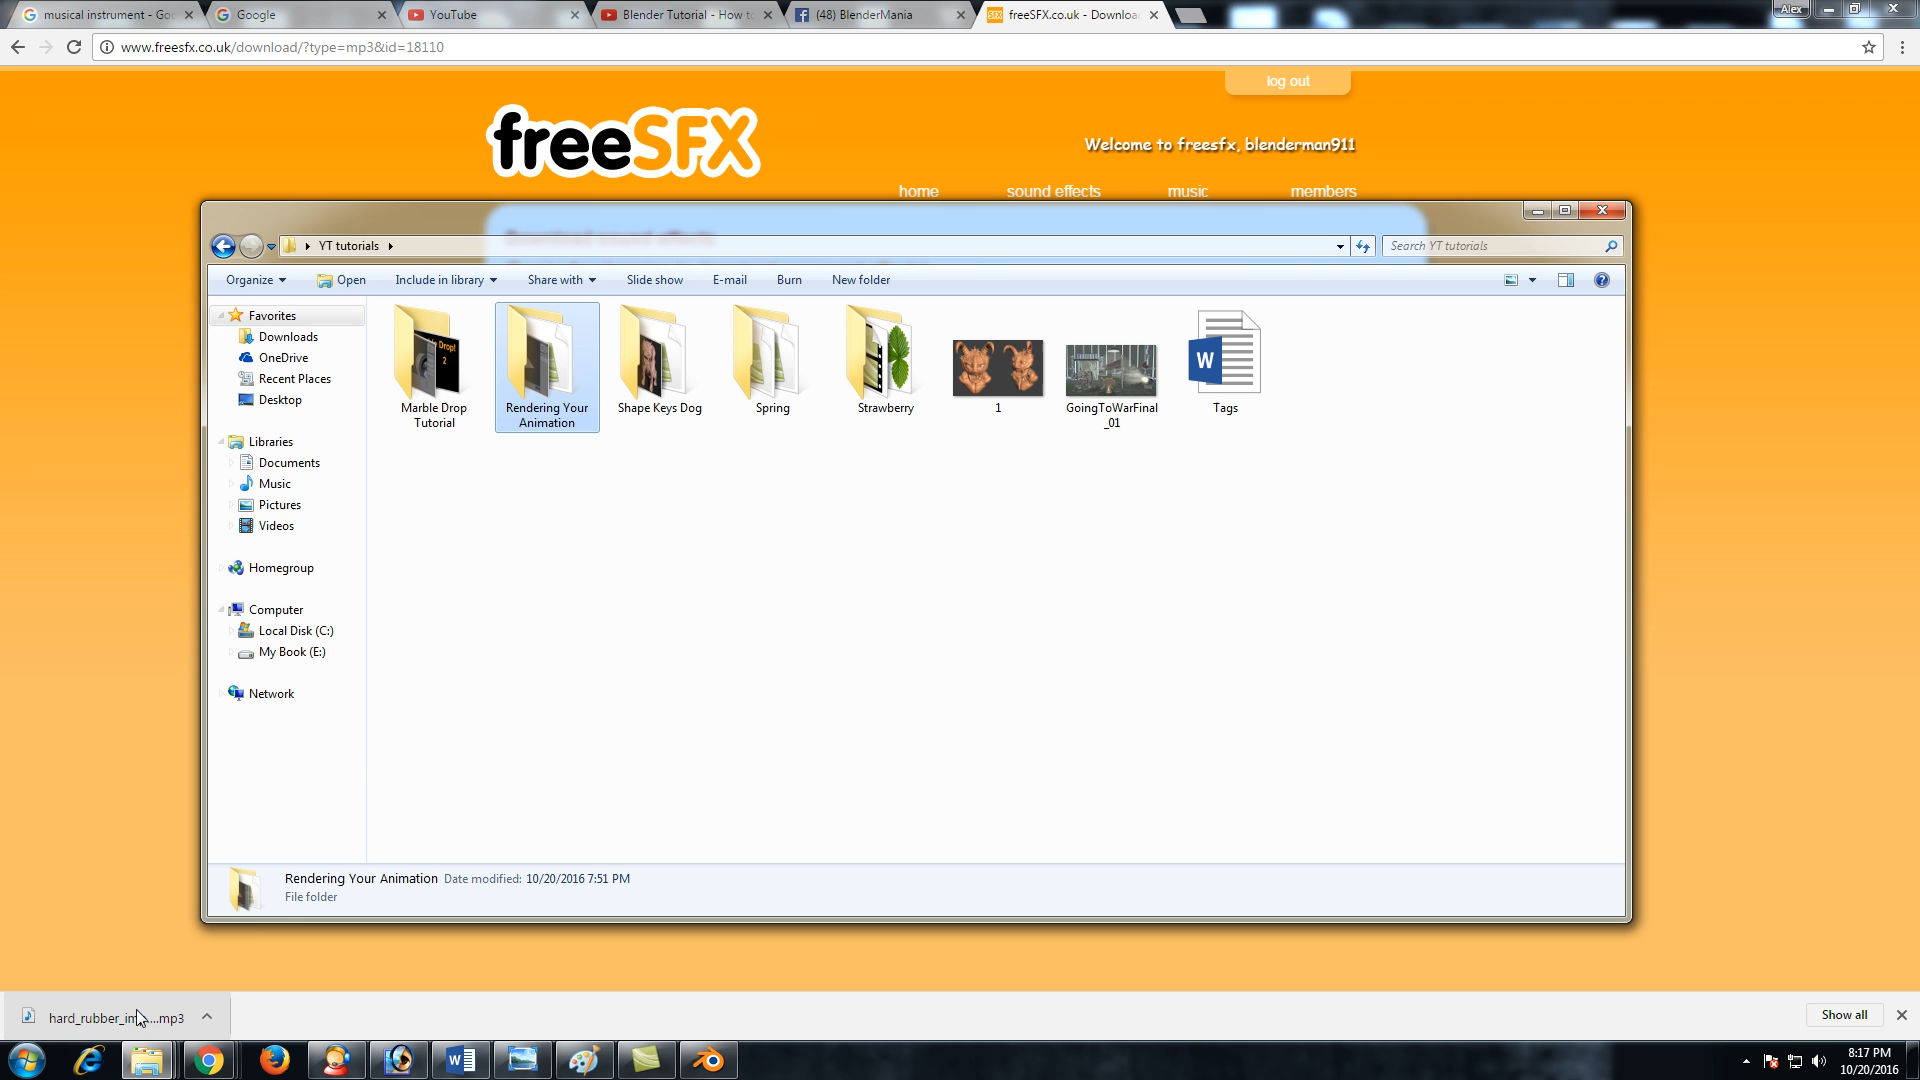 musical instrument - Goo
Google
YouTube
Blender Tutorial - How to
(48) BlenderMania
freeSFX.co.uk - Downloa
Alex
www.freesfx.co.uk/download/?type=mp3&id=18110
log out
freeSFX
Welcome to freesfx, blenderman911
home
sound effects
music
members
Download sound effects
YT tutorials
Search YT tutorials
Organize
Open
Include in library
Share with
Slide show
E-mail
Burn
New folder
Favorites
Downloads
OneDrive
Recent Places
Desktop
Libraries
Documents
Music
Pictures
Videos
Homegroup
Computer
Local Disk (C:)
My Book (E:)
Network
Marble Drop
Tutorial
Rendering Your
Animation
Shape Keys Dog
Spring
Strawberry
1
GoingToWarFinal
_01
Tags
Rendering Your Animation Date modified: 10/20/2016 7:51 PM
File folder
hard_rubber_im....mp3
Show all
8:17 PM
10/20/2016